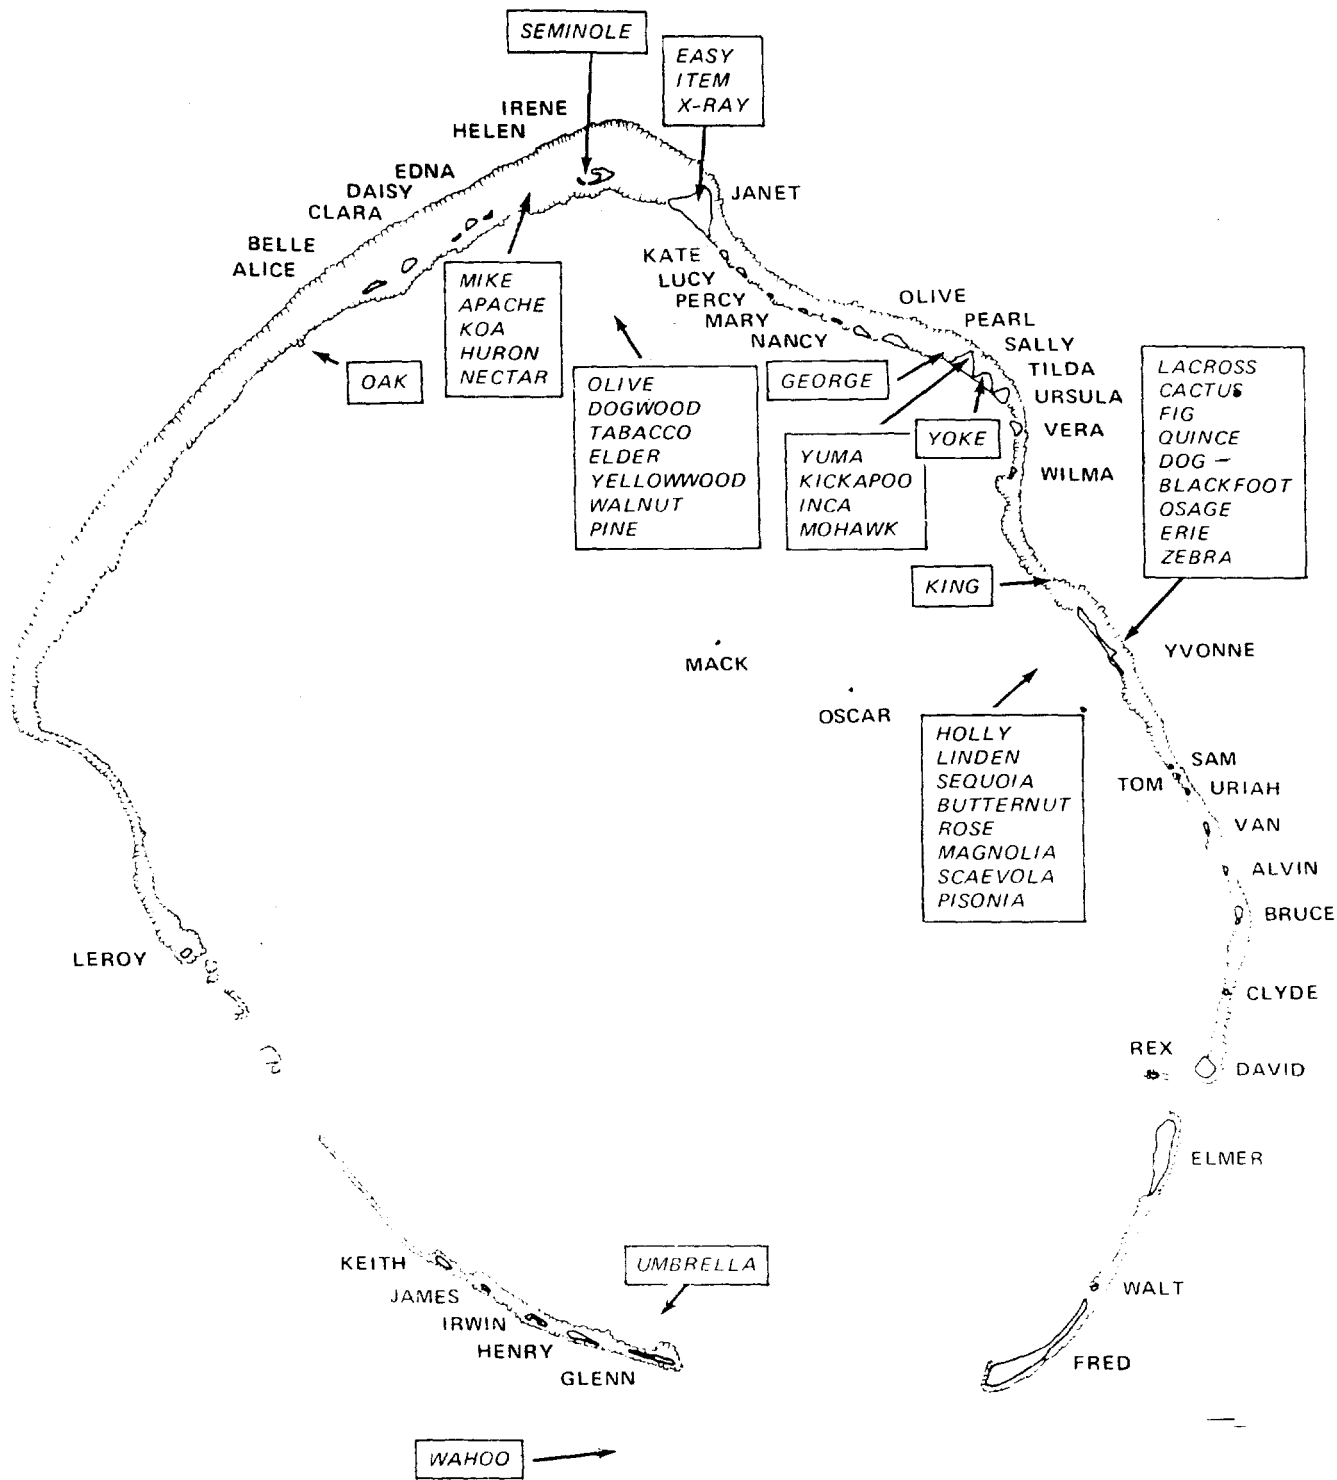 SEMINOLE
EASY
ITEM
X-RAY
IRENE
HELEN
EDNA
DAISY
CLARA
BELLE
ALICE
JANET
KATE
LUCY
PERCY
MARY
NANCY
OLIVE
PEARL
SALLY
TILDA
URSULA
VERA
WILMA
MIKE
APACHE
KOA
HURON
NECTAR
OAK
OLIVE
DOGWOOD
TABACCO
ELDER
YELLOWWOOD
WALNUT
PINE
GEORGE
YUMA
KICKAPOO
INCA
MOHAWK
YOKE
LACROSS
CACTUS
FIG
QUINCE
DOG –
BLACKFOOT
OSAGE
ERIE
ZEBRA
KING
YVONNE
MACK
OSCAR
HOLLY
LINDEN
SEQUOIA
BUTTERNUT
ROSE
MAGNOLIA
SCAEVOLA
PISONIA
SAM
TOM
URIAH
VAN
ALVIN
BRUCE
CLYDE
LEROY
REX
DAVID
ELMER
KEITH
JAMES
IRWIN
HENRY
GLENN
UMBRELLA
WALT
FRED
WAHOO